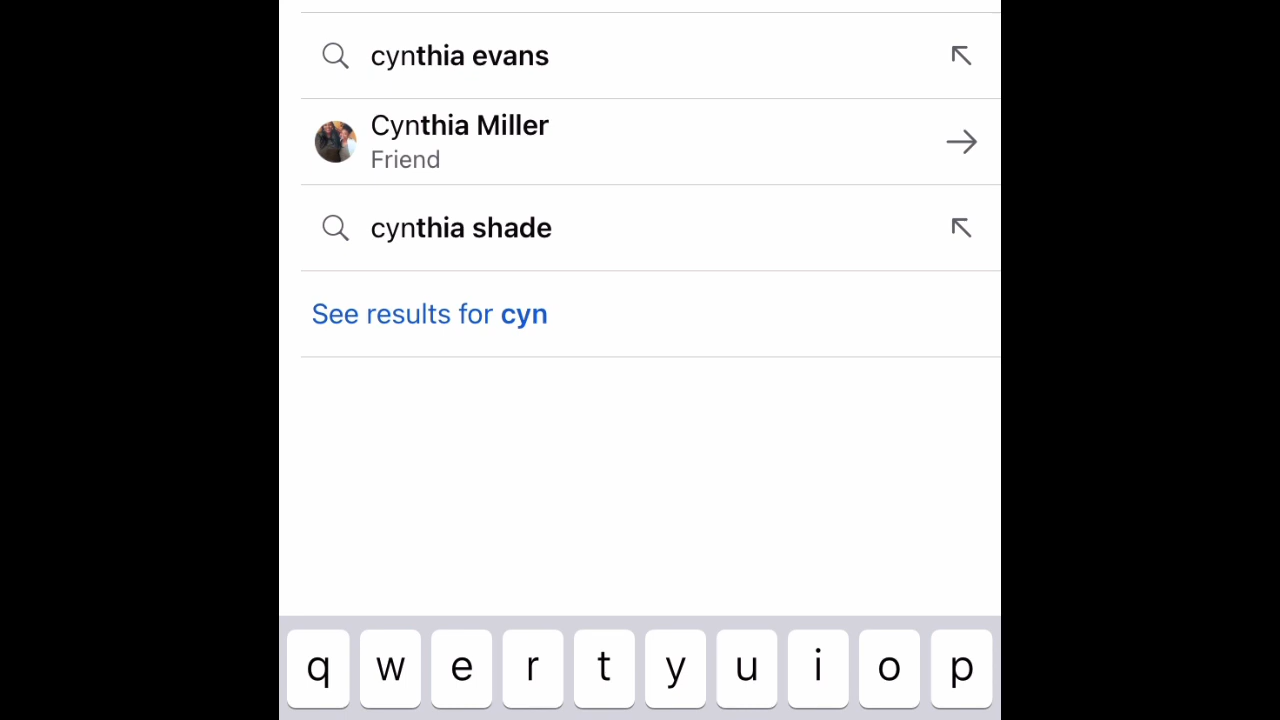 cynthia evans
Cynthia Miller
Friend
cynthia shade
See results for cyn
q w e r t y u i o p